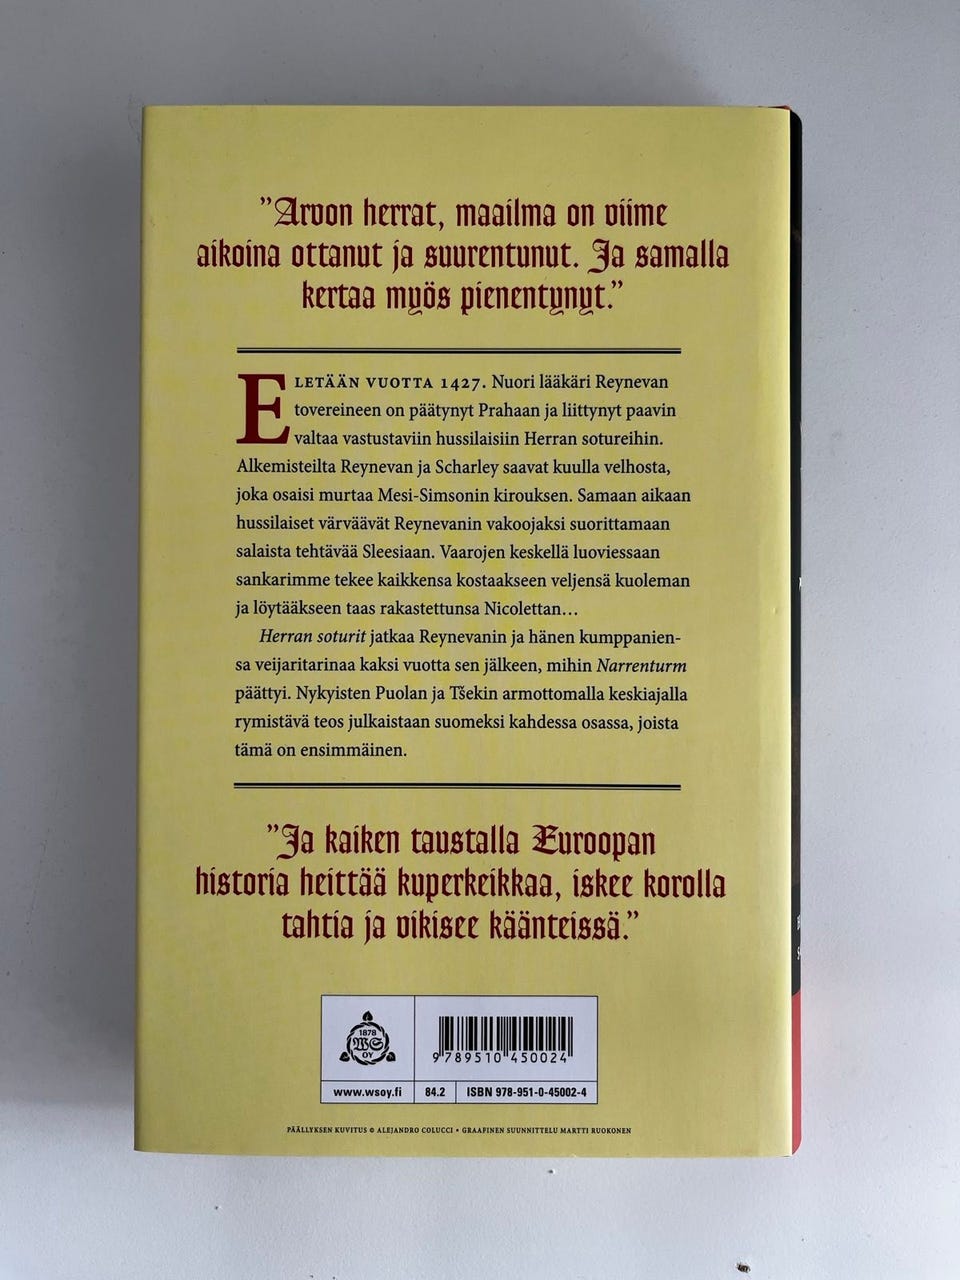 ”Arvon herrat, maailma on viime
aikoina ottanut ja suurentunut. Ja samalla
kertaa myös pienentynyt.”
ELETÄÄN VUOTTA 1427. Nuori lääkäri Reynevan
tovereineen on päätynyt Prahaan ja liittynyt paavin
valtaa vastustaviin hussilaisiin Herran sotureihin.
Alkemisteilta Reynevan ja Scharley saavat kuulla velhosta,
joka osaisi murtaa Mesi-Simsonin kirouksen. Samaan aikaan
hussilaiset värväävät Reynevanin vakoojaksi suorittamaan
salaista tehtävää Sleesiaan. Vaarojen keskellä luoviessaan
sankarimme tekee kaikkensa kostaakseen veljensä kuoleman
ja löytääkseen taas rakastettunsa Nicolettan…
Herran soturit jatkaa Reynevanin ja hänen kumppanien-
sa veijaritarinaa kaksi vuotta sen jälkeen, mihin Narrenturm
päättyi. Nykyisten Puolan ja Tšekin armottomalla keskiajalla
rymistävä teos julkaistaan suomeksi kahdessa osassa, joista
tämä on ensimmäinen.
”Ja kaiken taustalla Euroopan
historia heittää kuperkeikkaa, iskee korolla
tahtia ja vikisee käänteissä.”
1878
WS
OY
9 789510 450024
www.wsoy.fi
84.2
ISBN 978-951-0-45002-4
PÄÄLLYKSEN KUVITUS © ALEJANDRO COLUCCI • GRAAFINEN SUUNNITTELU MARTTI RUOKONEN